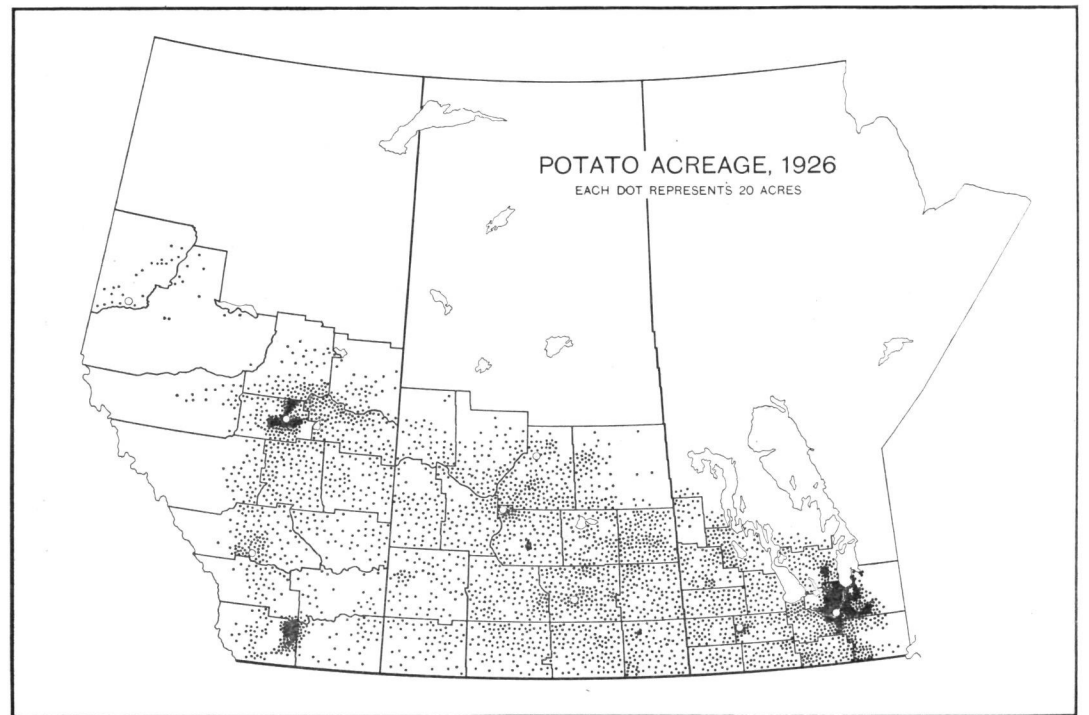 POTATO ACREAGE, 1926
EACH DOT REPRESENTS 20 ACRES